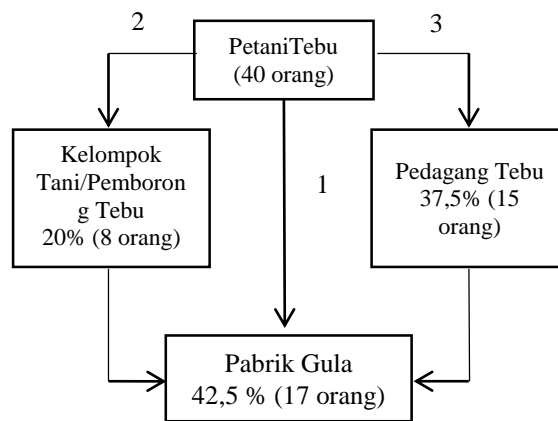 2
PetaniTebu
(40 orang)
3
Kelompok
Tani/Pemboron
g Tebu
20% (8 orang)
1
Pedagang Tebu
37,5% (15
orang)
Pabrik Gula
42,5 % (17 orang)